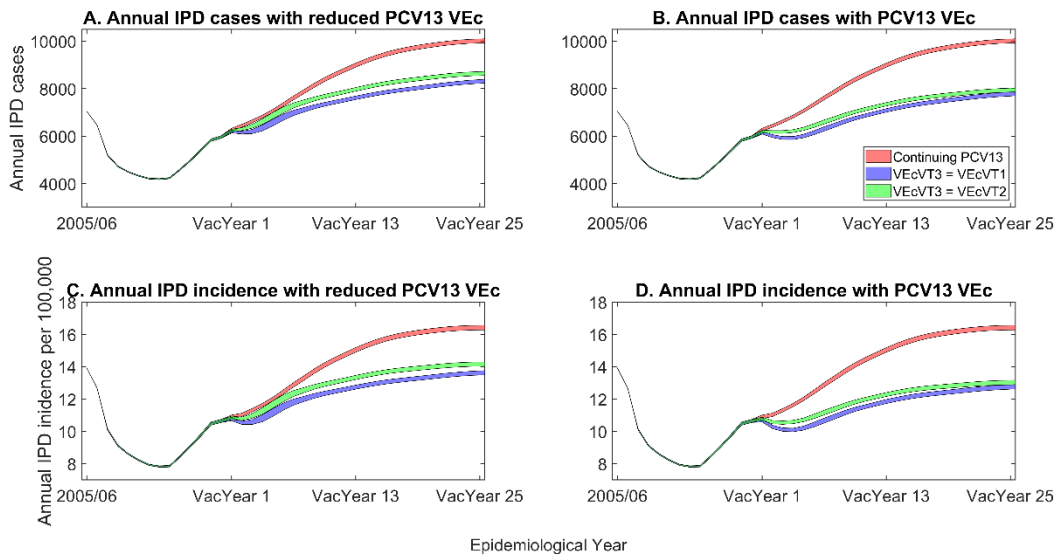 A. Annual IPD cases with reduced PCV13 VEc
Annual IPD cases
10000
8000
6000
4000
2005/06 VacYear 1 VacYear 13 VacYear 25
B. Annual IPD cases with PCV13 VEc
10000
8000
6000
4000
Continuing PCV13
VEcVT3 = VEcVT1
VEcVT3 = VEcVT2
2005/06 VacYear 1 VacYear 13 VacYear 25
C. Annual IPD incidence with reduced PCV13 VEc
Annual IPD inidence per 100,000
18
16
14
12
10
8
2005/06 VacYear 1 VacYear 13 VacYear 25
D. Annual IPD incidence with PCV13 VEc
18
16
14
12
10
8
2005/06 VacYear 1 VacYear 13 VacYear 25
Epidemiological Year